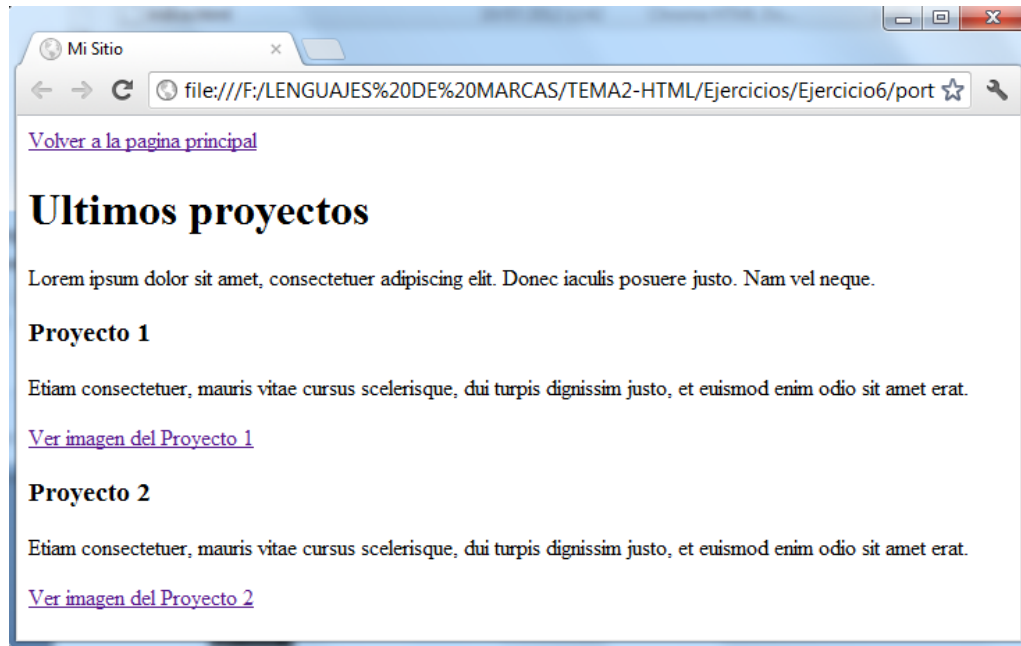 Mi Sitio
file:///F:/LENGUAJES%20DE%20MARCAS/TEMA2-HTML/Ejercicios/Ejercicio6/port
Volver a la pagina principal
Ultimos proyectos
Lorem ipsum dolor sit amet, consectetuer adipiscing elit. Donec iaculis posuere justo. Nam vel neque.
Proyecto 1
Etiam consectetuer, mauris vitae cursus scelerisque, dui turpis dignissim justo, et euismod enim odio sit amet erat.
Ver imagen del Proyecto 1
Proyecto 2
Etiam consectetuer, mauris vitae cursus scelerisque, dui turpis dignissim justo, et euismod enim odio sit amet erat.
Ver imagen del Proyecto 2